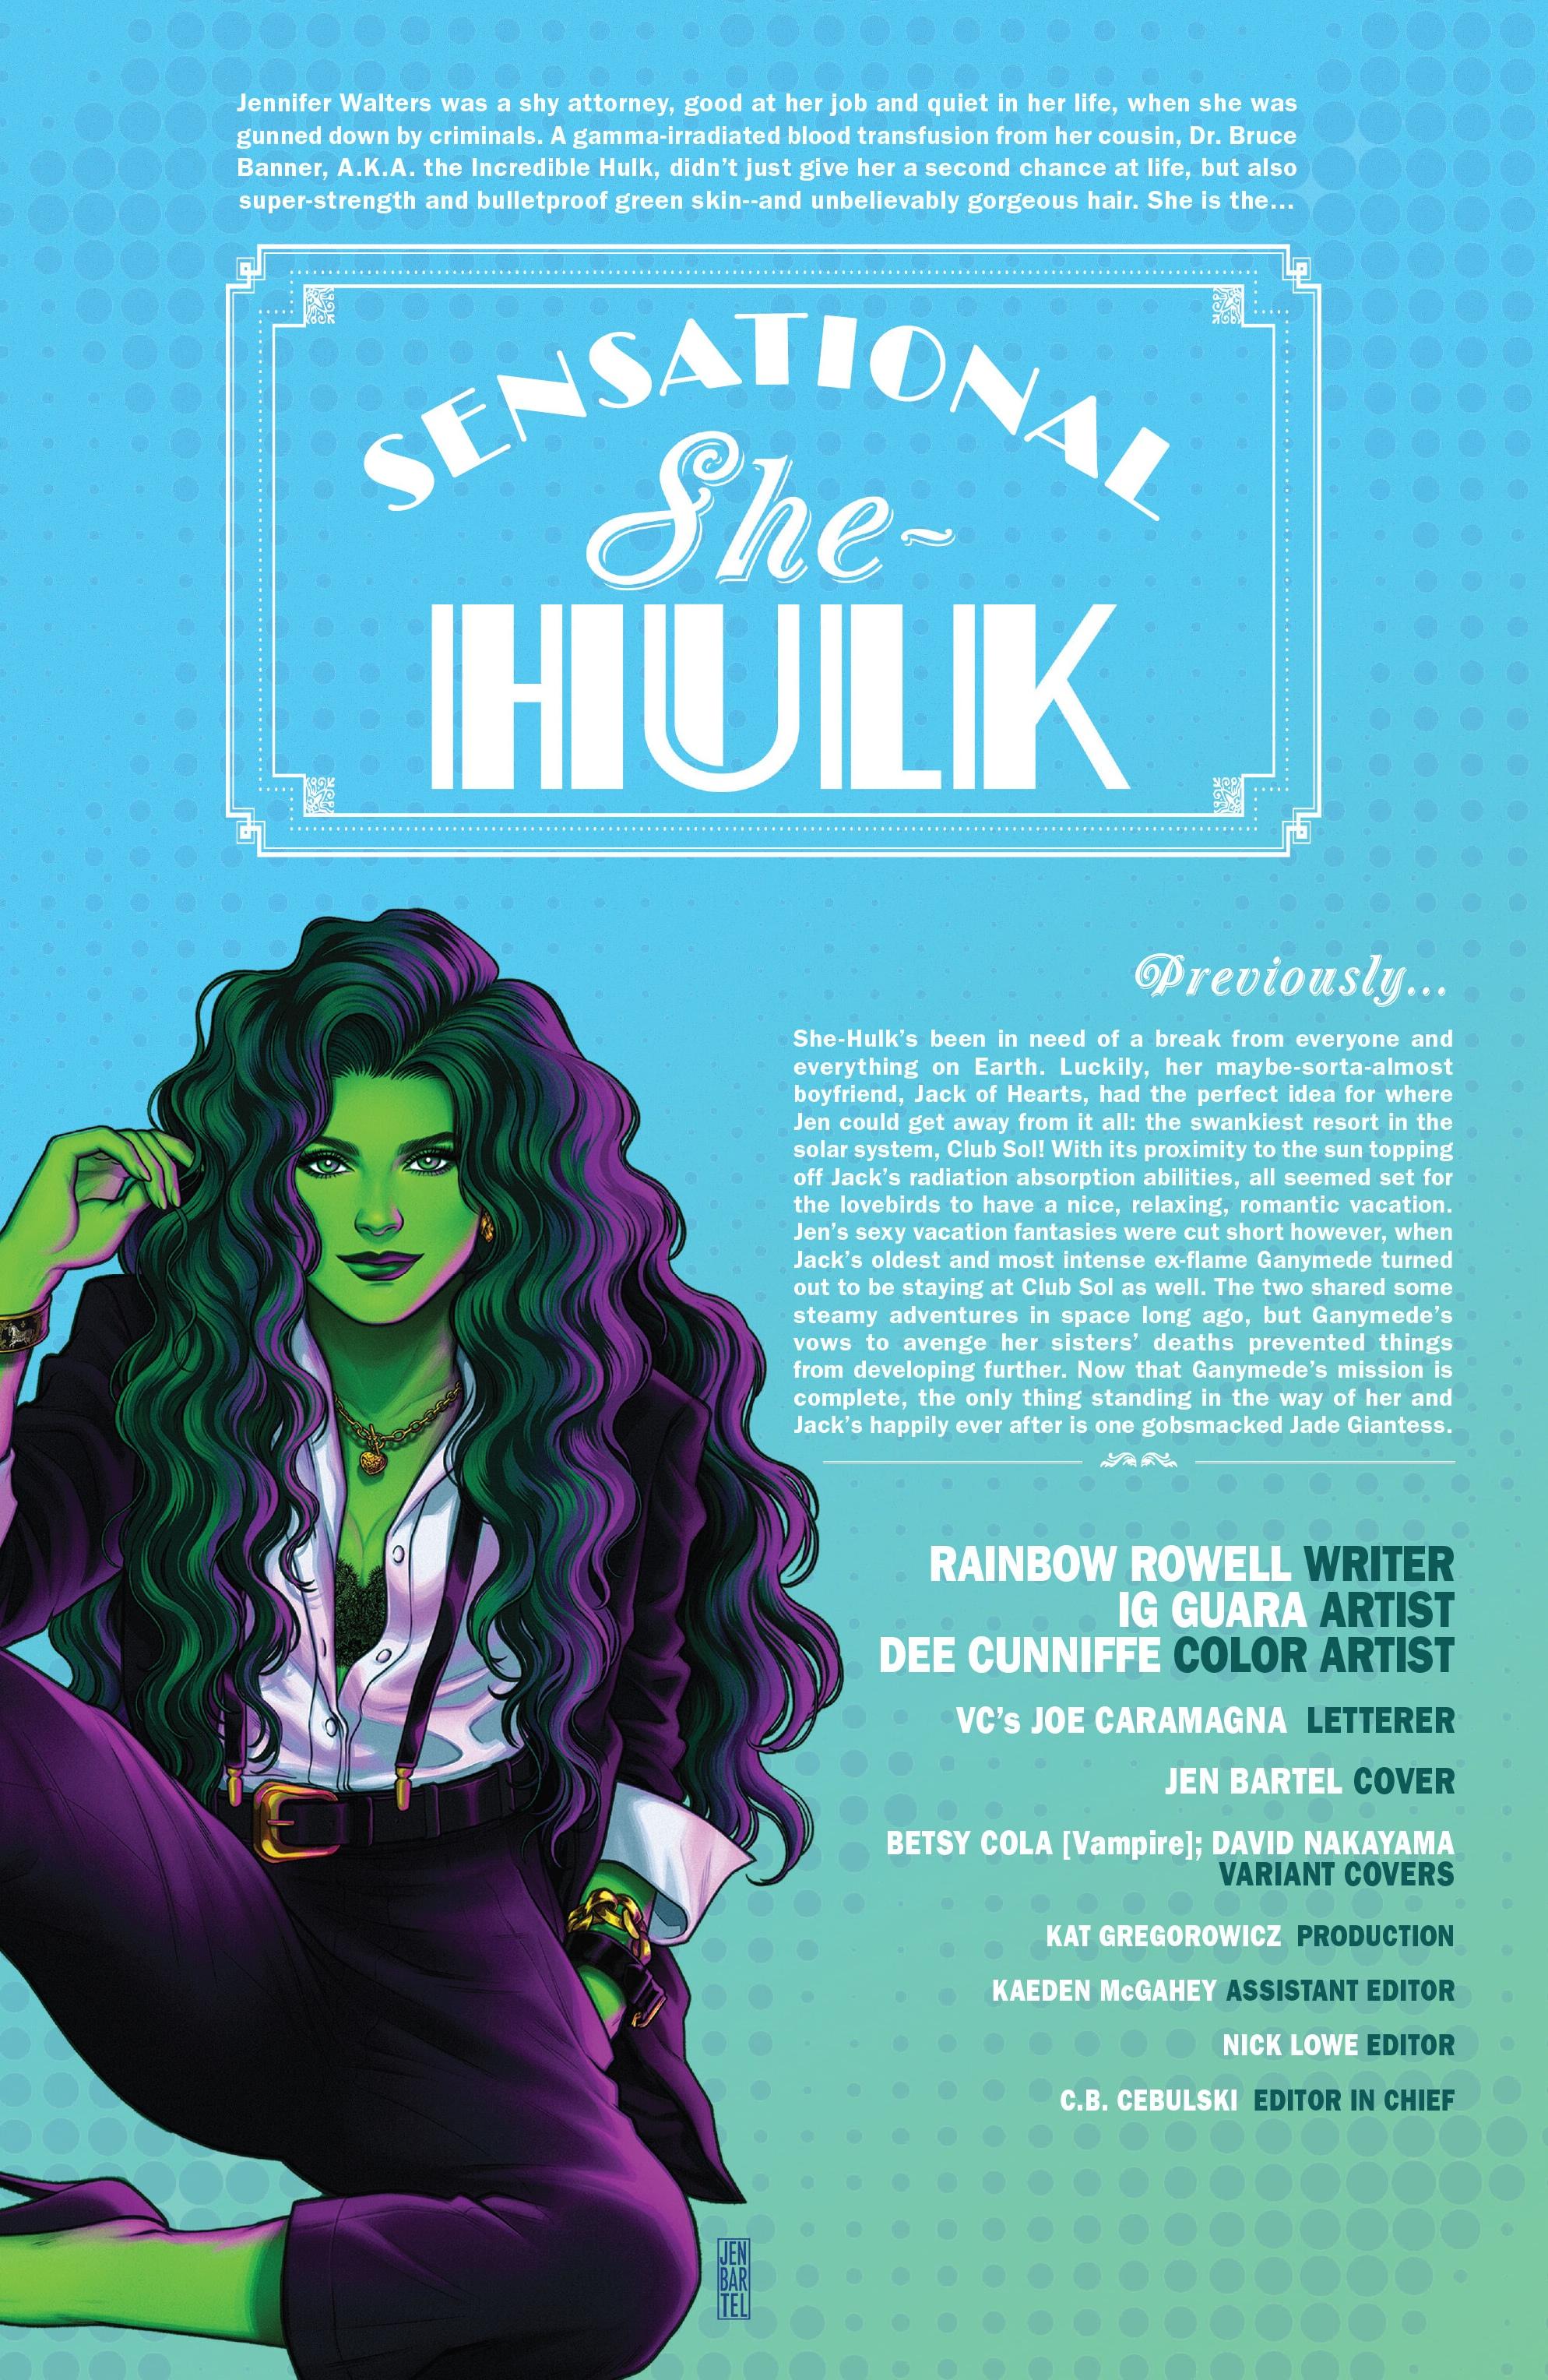 Jennifer Walters was a shy attorney, good at her job and quiet in her life, when she was
gunned down by criminals. A gamma-irradiated blood transfusion from her cousin, Dr. Bruce
Banner, A.K.A. the Incredible Hulk, didn’t just give her a second chance at life, but also
super-strength and bulletproof green skin--and unbelievably gorgeous hair. She is the...
SENSATIONAL
She-
HULK
Previously...
She-Hulk’s been in need of a break from everyone and
everything on Earth. Luckily, her maybe-sorta-almost
boyfriend, Jack of Hearts, had the perfect idea for where
Jen could get away from it all: the swankiest resort in the
solar system, Club Sol! With its proximity to the sun topping
off Jack’s radiation absorption abilities, all seemed set for
the lovebirds to have a nice, relaxing, romantic vacation.
Jen’s sexy vacation fantasies were cut short however, when
Jack’s oldest and most intense ex-flame Ganymede turned
out to be staying at Club Sol as well. The two shared some
steamy adventures in space long ago, but Ganymede’s
vows to avenge her sisters’ deaths prevented things
from developing further. Now that Ganymede’s mission is
complete, the only thing standing in the way of her and
Jack’s happily ever after is one gobsmacked Jade Giantess.
RAINBOW ROWELL WRITER
IG GUARA ARTIST
DEE CUNNIFFE COLOR ARTIST
VC’s JOE CARAMAGNA LETTERER
JEN BARTEL COVER
BETSY COLA [Vampire]; DAVID NAKAYAMA
VARIANT COVERS
KAT GREGOROWICZ PRODUCTION
KAEDEN McGAHEY ASSISTANT EDITOR
NICK LOWE EDITOR
C.B. CEBULSKI EDITOR IN CHIEF
JEN
BAR
TEL